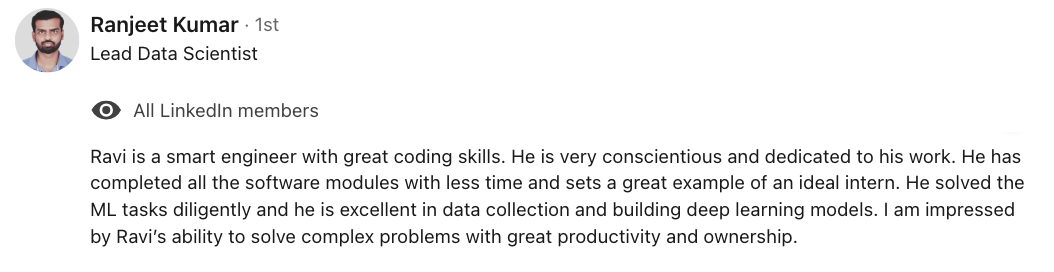 Ranjeet Kumar · 1st
Lead Data Scientist
All LinkedIn members
Ravi is a smart engineer with great coding skills. He is very conscientious and dedicated to his work. He has
completed all the software modules with less time and sets a great example of an ideal intern. He solved the
ML tasks diligently and he is excellent in data collection and building deep learning models. I am impressed
by Ravi’s ability to solve complex problems with great productivity and ownership.